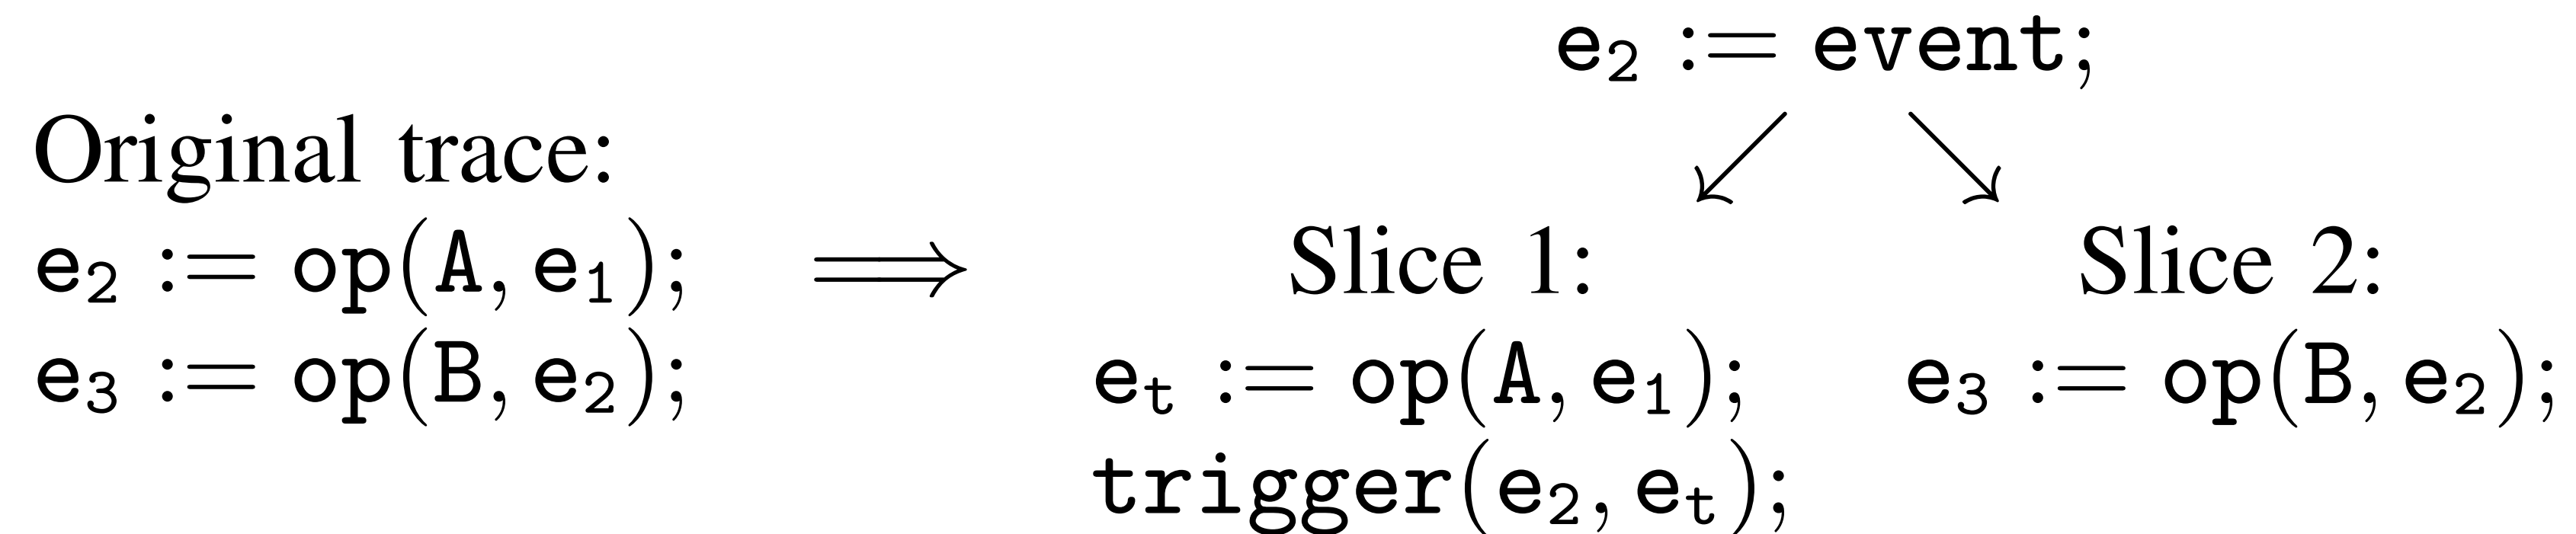 Original trace:
e₂ := op(A, e₁);
e₃ := op(B, e₂);
⟹
e₂ := event;
Slice 1:
eₜ := op(A, e₁);
trigger(e₂, eₜ);
Slice 2:
e₃ := op(B, e₂);